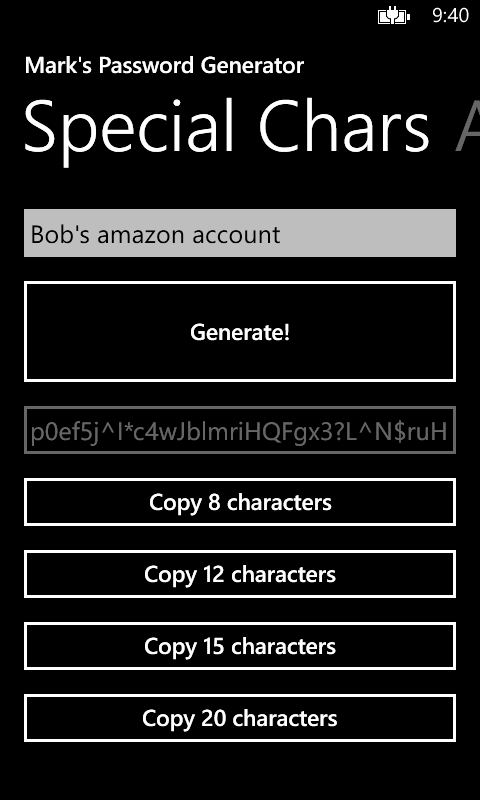 9:40
Mark's Password Generator
Special Chars A
Bob's amazon account
Generate!
p0ef5j^I*c4wJblmriHQFgx3?L^N$ruH
Copy 8 characters
Copy 12 characters
Copy 15 characters
Copy 20 characters